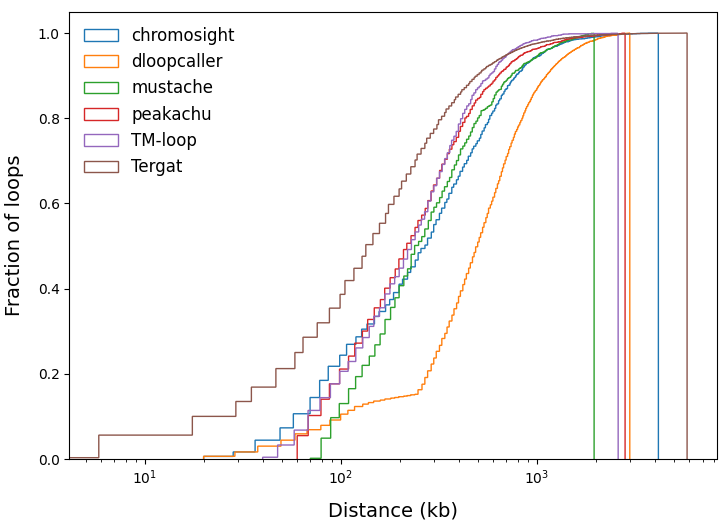 1.0
0.8
0.6
0.4
0.2
0.0
Fraction of loops
chromosight
dloopcaller
mustache
peakachu
TM-loop
Tergat
10¹
10²
10³
Distance (kb)